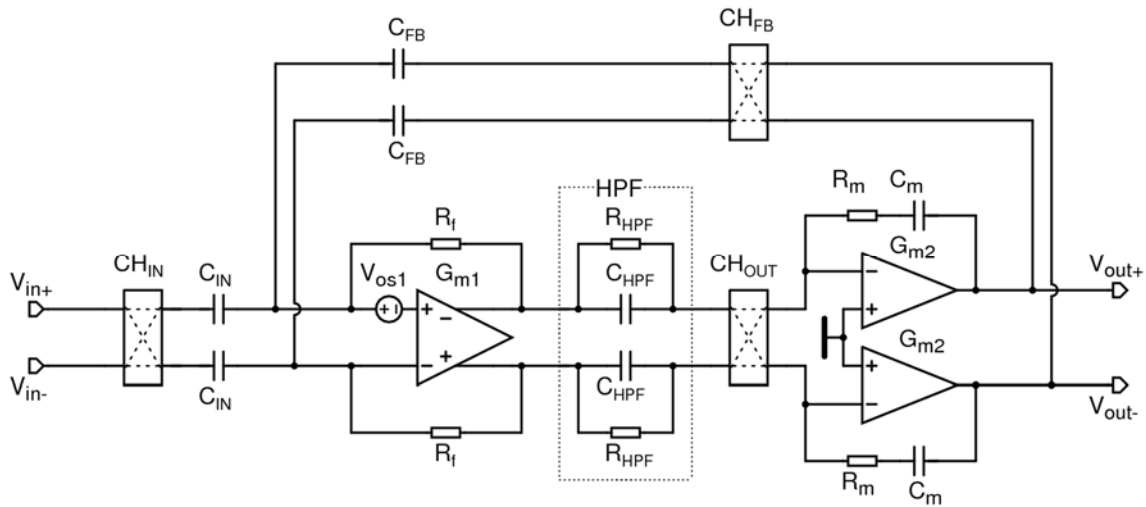 CH_FB
C_FB
C_FB
HPF
R_m
C_m
R_f
R_HPF
G_m2
CH_IN
C_IN
V_os1
G_m1
C_HPF
CH_OUT
V_in+
V_out+
+
−
+
−
−
+
V_in-
C_IN
−
+
C_HPF
G_m2
+
−
V_out-
R_f
R_HPF
R_m
C_m